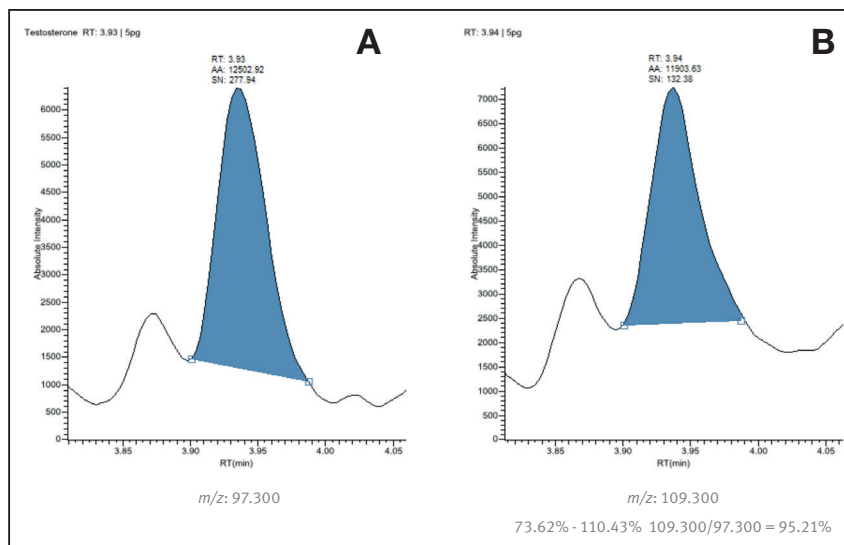 Testosterone RT: 3.93 | 5pg
A
RT: 3.93
AA: 12502.92
SN: 277.94
6000
5500
5000
4500
4000
3500
3000
2500
2000
1500
1000
500
0
Absolute Intensity
3.85
3.90
3.95
4.00
4.05
RT(min)
m/z: 97.300
RT: 3.94 | 5pg
B
RT: 3.94
AA: 11903.63
SN: 132.38
7000
6500
6000
5500
5000
4500
4000
3500
3000
2500
2000
1500
1000
500
0
Absolute Intensity
3.85
3.90
3.95
4.00
4.05
RT(min)
m/z: 109.300
73.62% - 110.43% 109.300/97.300 = 95.21%